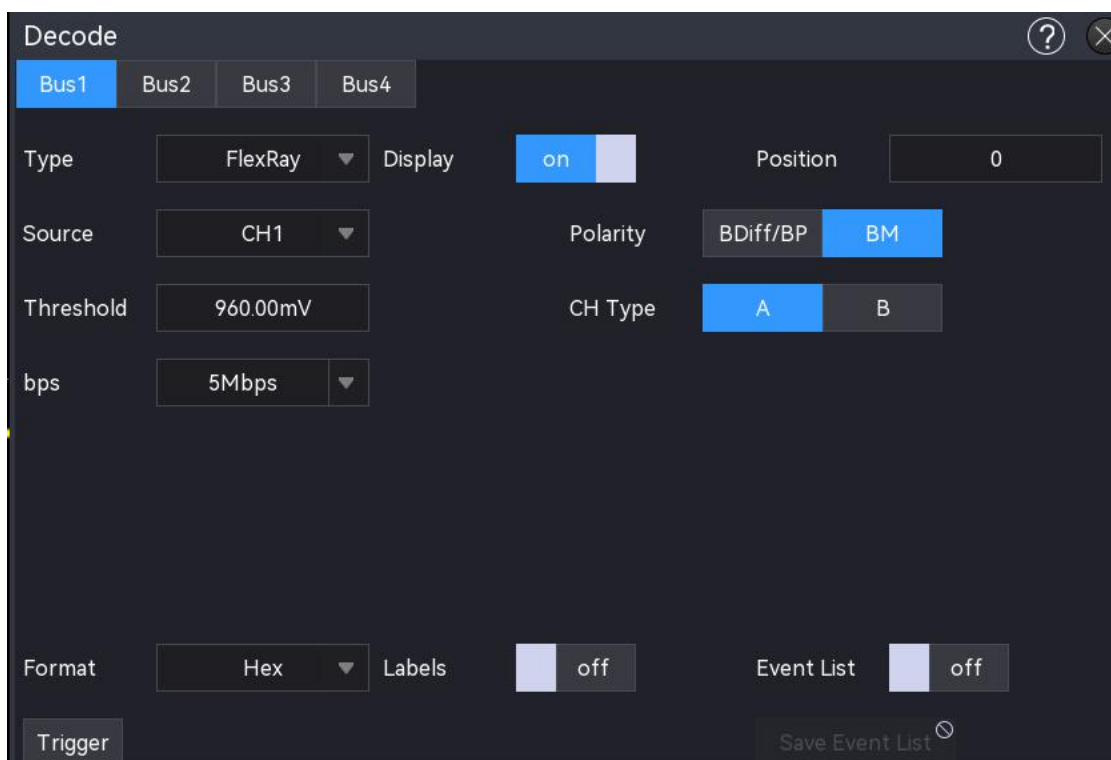 Decode ?
Bus1 Bus2 Bus3 Bus4
Type FlexRay Display on Position 0
Source CH1 Polarity BDiff/BP BM
Threshold 960.00mV CH Type A B
bps 5Mbps
Format Hex Labels off Event List off
Trigger Save Event List